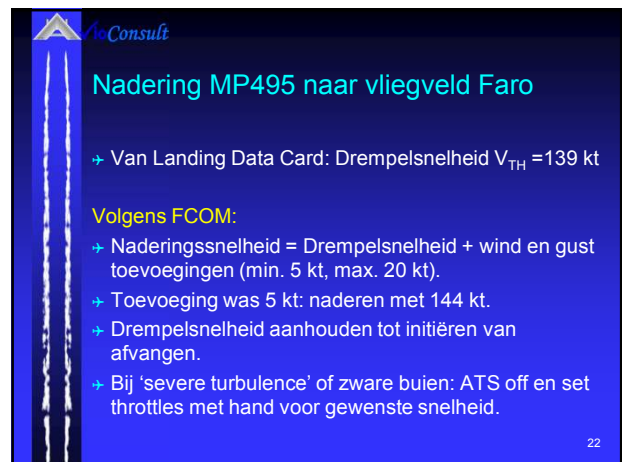 AvioConsult
Nadering MP495 naar vliegveld Faro
Van Landing Data Card: Drempelsnelheid VTH =139 kt
Volgens FCOM:
Naderingssnelheid = Drempelsnelheid + wind en gust
toevoegingen (min. 5 kt, max. 20 kt).
Toevoeging was 5 kt: naderen met 144 kt.
Drempelsnelheid aanhouden tot initiëren van
afvangen.
Bij ‘severe turbulence’ of zware buien: ATS off en set
throttles met hand voor gewenste snelheid.
22